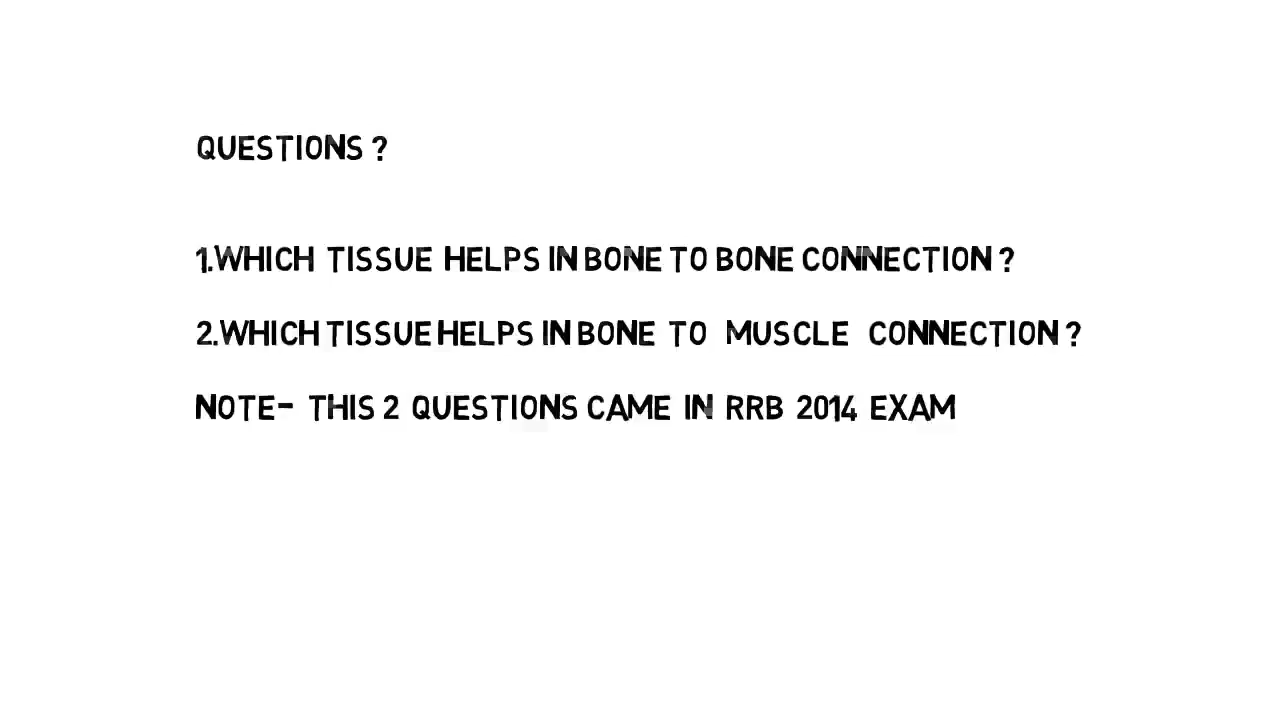 QUESTIONS ?
1.WHICH TISSUE HELPS IN BONE TO BONE CONNECTION ?
2.WHICH TISSUE HELPS IN BONE TO MUSCLE CONNECTION ?
NOTE- THIS 2 QUESTIONS CAME IN RRB 2014 EXAM